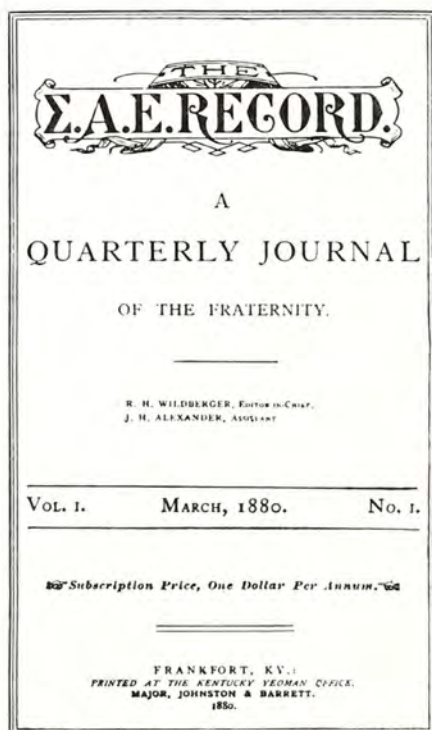 THE
Σ.A.E. RECORD.
A
QUARTERLY JOURNAL
OF THE FRATERNITY.
R. H. WILDBERGER, EDITOR-IN-CHIEF.
J. H. ALEXANDER, ASSISTANT
VOL. I. MARCH, 1880. NO. I.
Subscription Price, One Dollar Per Annum.
FRANKFORT, KY.:
PRINTED AT THE KENTUCKY YEOMAN OFFICE.
MAJOR, JOHNSTON & BARRETT.
1880.